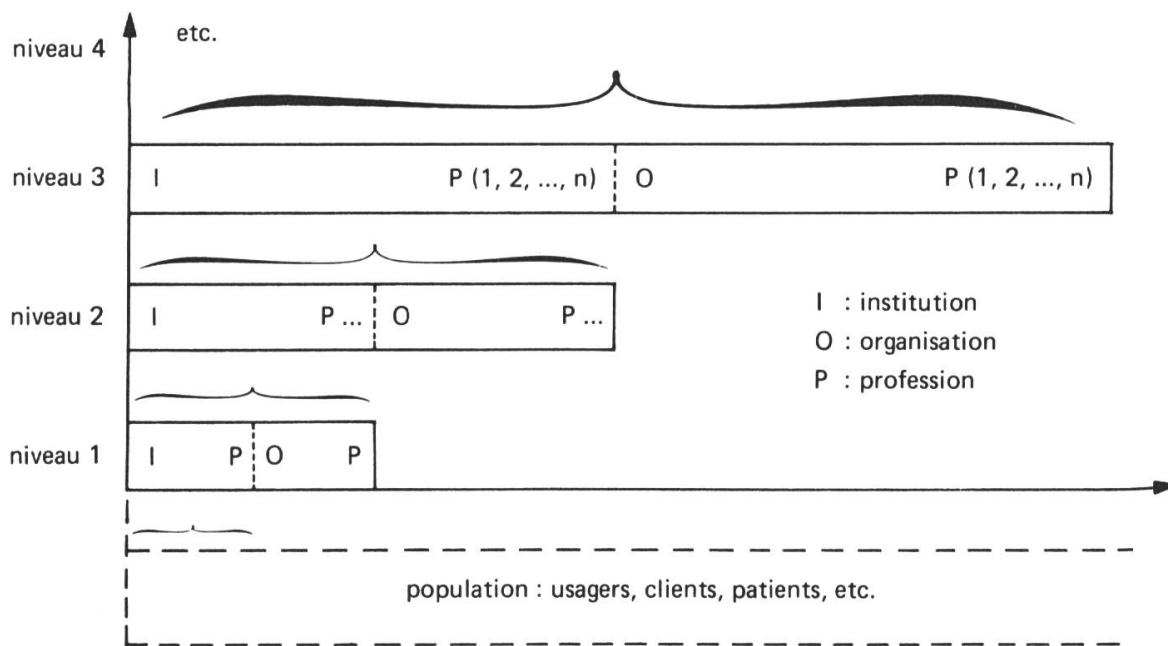 niveau 4 etc.
niveau 3 I P (1, 2, ..., n) O P (1, 2, ..., n)
niveau 2 I P ... O P ...
I : institution
O : organisation
P : profession
niveau 1 I P O P
population : usagers, clients, patients, etc.